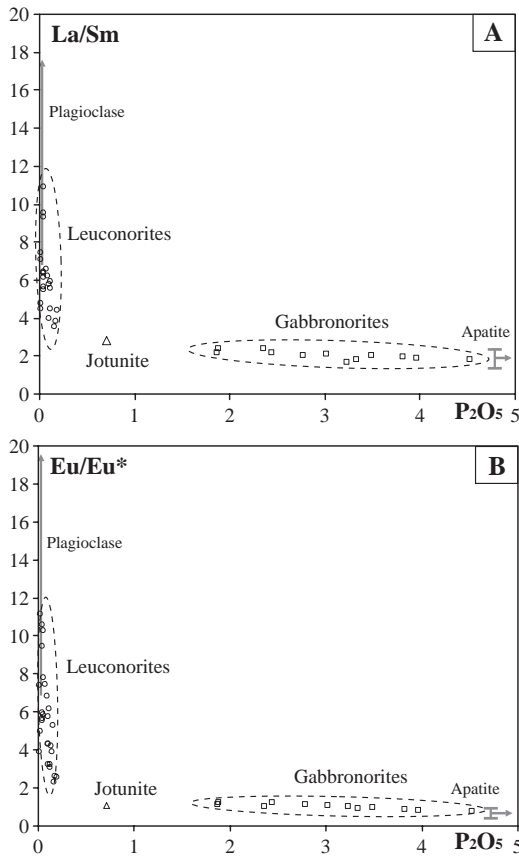 La/Sm
A
20
18
16
14
12
10
8
6
4
2
0
Plagioclase
Leuconorites
Jotunite
Gabbronorites
Apatite
0 1 2 3 4 5
P₂O₅
Eu/Eu*
B
20
18
16
14
12
10
8
6
4
2
0
Plagioclase
Leuconorites
Jotunite
Gabbronorites
Apatite
0 1 2 3 4 5
P₂O₅